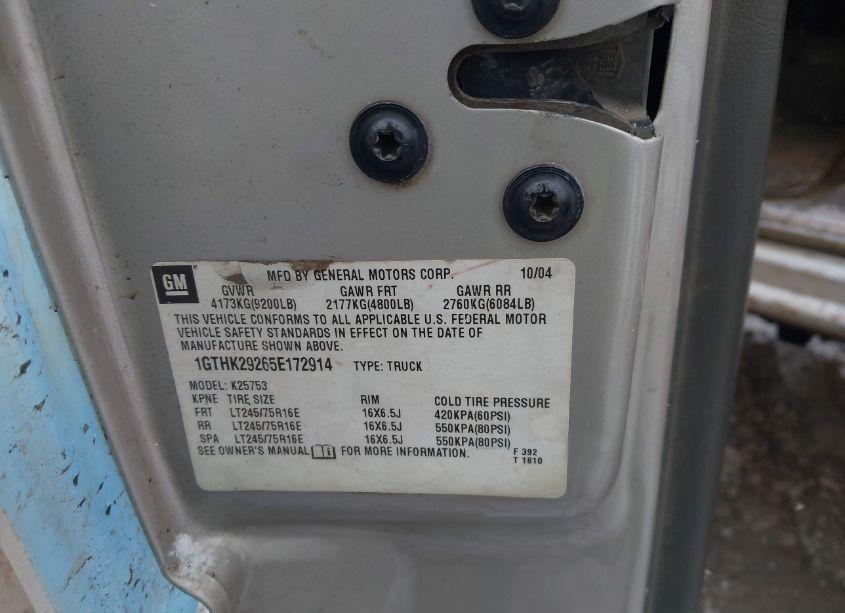 GM MFD BY GENERAL MOTORS CORP. 10/04
GVWR GAWR FRT GAWR RR
4173KG(9200LB) 2177KG(4800LB) 2760KG(6084LB)
THIS VEHICLE CONFORMS TO ALL APPLICABLE U.S. FEDERAL MOTOR
VEHICLE SAFETY STANDARDS IN EFFECT ON THE DATE OF
MANUFACTURE SHOWN ABOVE.
1GTHK29265E172914 TYPE: TRUCK
MODEL: K25753
KPNE TIRE SIZE RIM COLD TIRE PRESSURE
FRT LT245/75R16E 16X6.5J 420KPA(60PSI)
RR LT245/75R16E 16X6.5J 550KPA(80PSI)
SPA LT245/75R16E 16X6.5J 550KPA(80PSI)
SEE OWNER'S MANUAL FOR MORE INFORMATION. F 392
T 1810